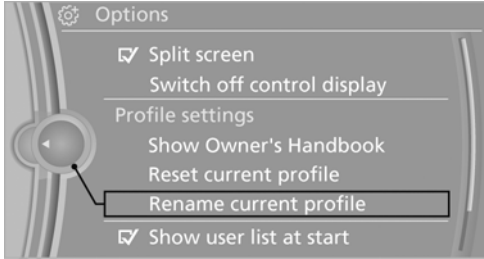 Options
Split screen
Switch off control display
Profile settings
Show Owner's Handbook
Reset current profile
Rename current profile
Show user list at start